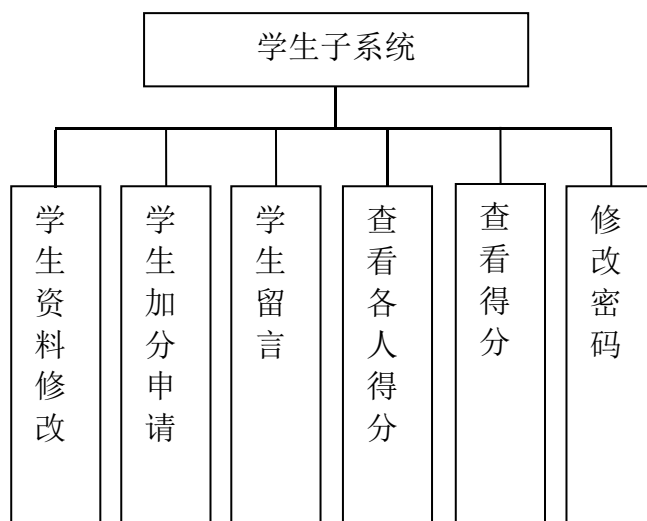 学生子系统
学生资料修改
学生加分申请
学生留言
查看各人得分
查看得分
修改密码